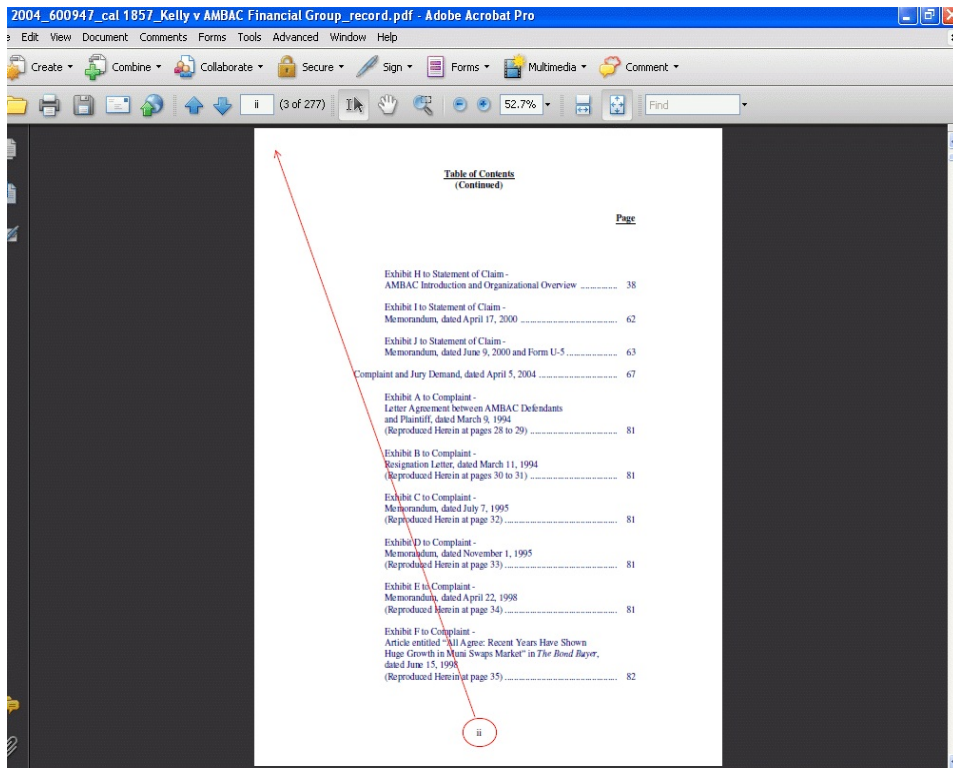 2004_600947_cal 1857_Kelly v AMBAC Financial Group_record.pdf - Adobe Acrobat Pro
Edit View Document Comments Forms Tools Advanced Window Help
Create Combine Collaborate Secure Sign Forms Multimedia Comment
ii (3 of 277) 52.7% Find
Table of Contents
(Continued)
Page
Exhibit H to Statement of Claim -
AMBAC Introduction and Organizational Overview ............... 38
Exhibit I to Statement of Claim -
Memorandum, dated April 17, 2000 ....................................... 62
Exhibit J to Statement of Claim -
Memorandum, dated June 9, 2000 and Form U-5 .................... 63
Complaint and Jury Demand, dated April 5, 2004 ................................ 67
Exhibit A to Complaint -
Letter Agreement between AMBAC Defendants
and Plaintiff, dated March 9, 1994
(Reproduced Herein at pages 28 to 29) ................................... 81
Exhibit B to Complaint -
Resignation Letter, dated March 11, 1994
(Reproduced Herein at pages 30 to 31) ................................... 81
Exhibit C to Complaint -
Memorandum, dated July 7, 1995
(Reproduced Herein at page 32) ............................................. 81
Exhibit D to Complaint -
Memorandum, dated November 1, 1995
(Reproduced Herein at page 33) ............................................. 81
Exhibit E to Complaint -
Memorandum, dated April 22, 1998
(Reproduced Herein at page 34) ............................................. 81
Exhibit F to Complaint -
Article entitled "All Agree: Recent Years Have Shown
Huge Growth in Muni Swaps Market" in The Bond Buyer,
dated June 15, 1998
(Reproduced Herein at page 35) ............................................. 82
ii